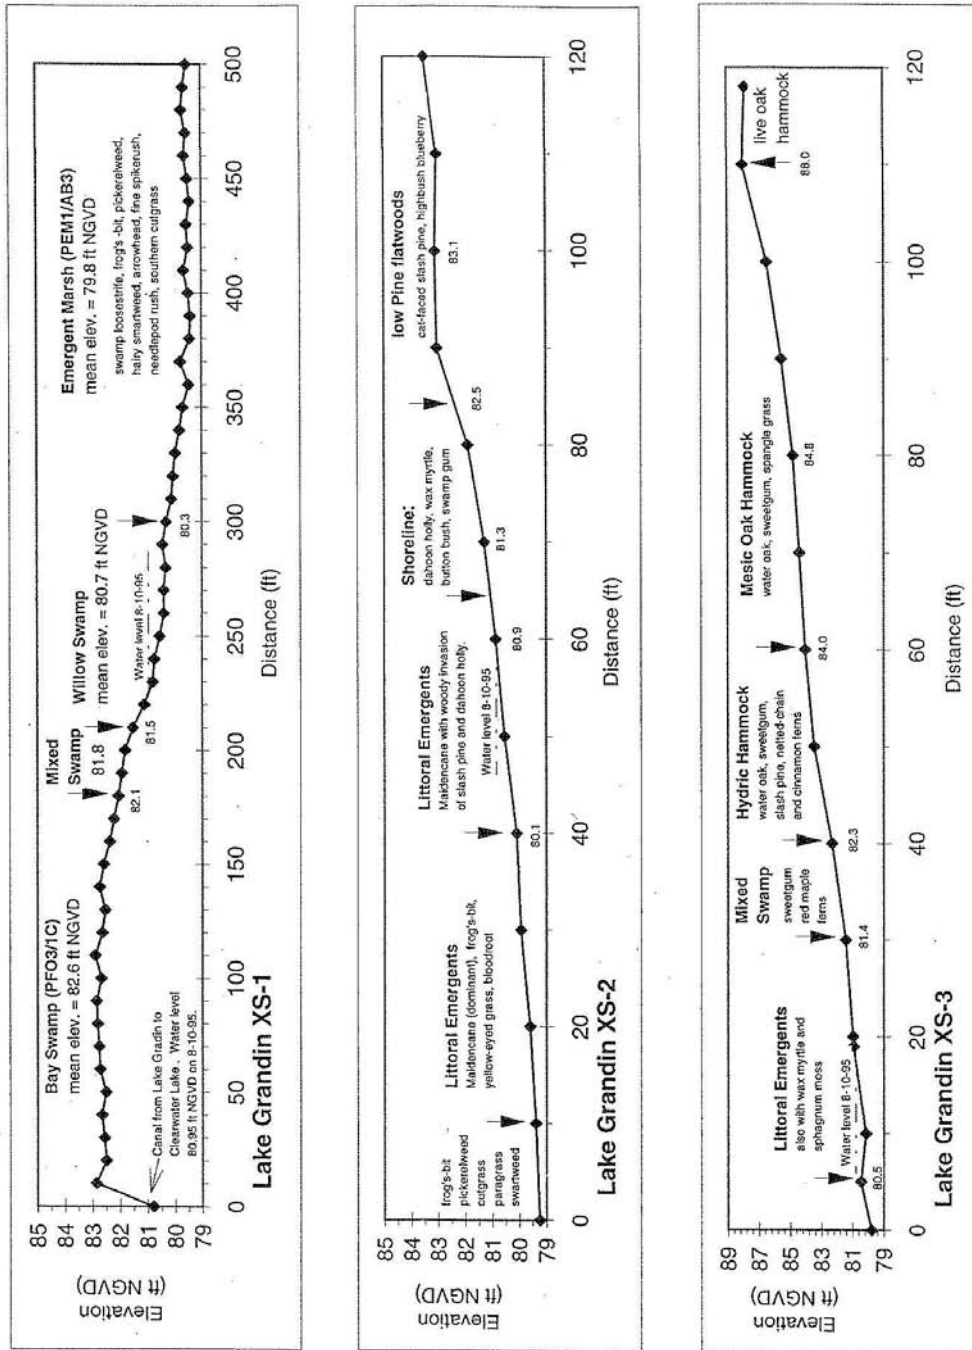 Elevation
(ft NGVD)
85
84
83
82
81
80
79
Bay Swamp (PFO3/1C)
mean elev. = 82.6 ft NGVD
Canal from Lake Gradin to
Clearwater Lake . Water level
80.95 ft NGVD on 8-10-95.
Mixed
Swamp
81.8
82.1
81.5
Willow Swamp
mean elev. = 80.7 ft NGVD
Water level 8-10-95
80.3
Emergent Marsh (PEM1/AB3)
mean elev. = 79.8 ft NGVD
swamp loosestrife, frog's -bit, pickerelweed,
hairy smartweed, arrowhead, fine spikerush,
needlepod rush, southern cutgrass
0
50
100
150
200
250
300
350
400
450
500
Lake Grandin XS-1
Distance (ft)
Elevation
(ft NGVD)
85
84
83
82
81
80
79
frog's-bit
pickerelweed
cutgrass
paragrass
swartweed
Littoral Emergents
Maidencane (dominant), frog's-bit,
yellow-eyed grass, bloodroot
80.1
Littoral Emergents
Maidencane with woody invasion
of slash pine and dahoon holly.
Water level 8-10-95
80.9
Shoreline:
dahoon holly, wax myrtle,
button bush, swamp gum
81.3
82.5
low Pine flatwoods
cat-faced slash pine, highbush blueberry
83.1
0
20
40
60
80
100
120
Lake Grandin XS-2
Distance (ft)
Elevation
(ft NGVD)
89
87
85
83
81
79
80.5
Littoral Emergents
also with wax myrtle and
sphagnum moss
Water level 8-10-95
Mixed
Swamp
sweetgum
red maple
ferns
81.4
82.3
Hydric Hammock
water oak, sweetgum,
slash pine, netted-chain
and cinnamon ferns
84.0
Mesic Oak Hammock
water oak, sweetgum, spangle grass
84.8
88.0
live oak
hammock
0
20
40
60
80
100
120
Lake Grandin XS-3
Distance (ft)